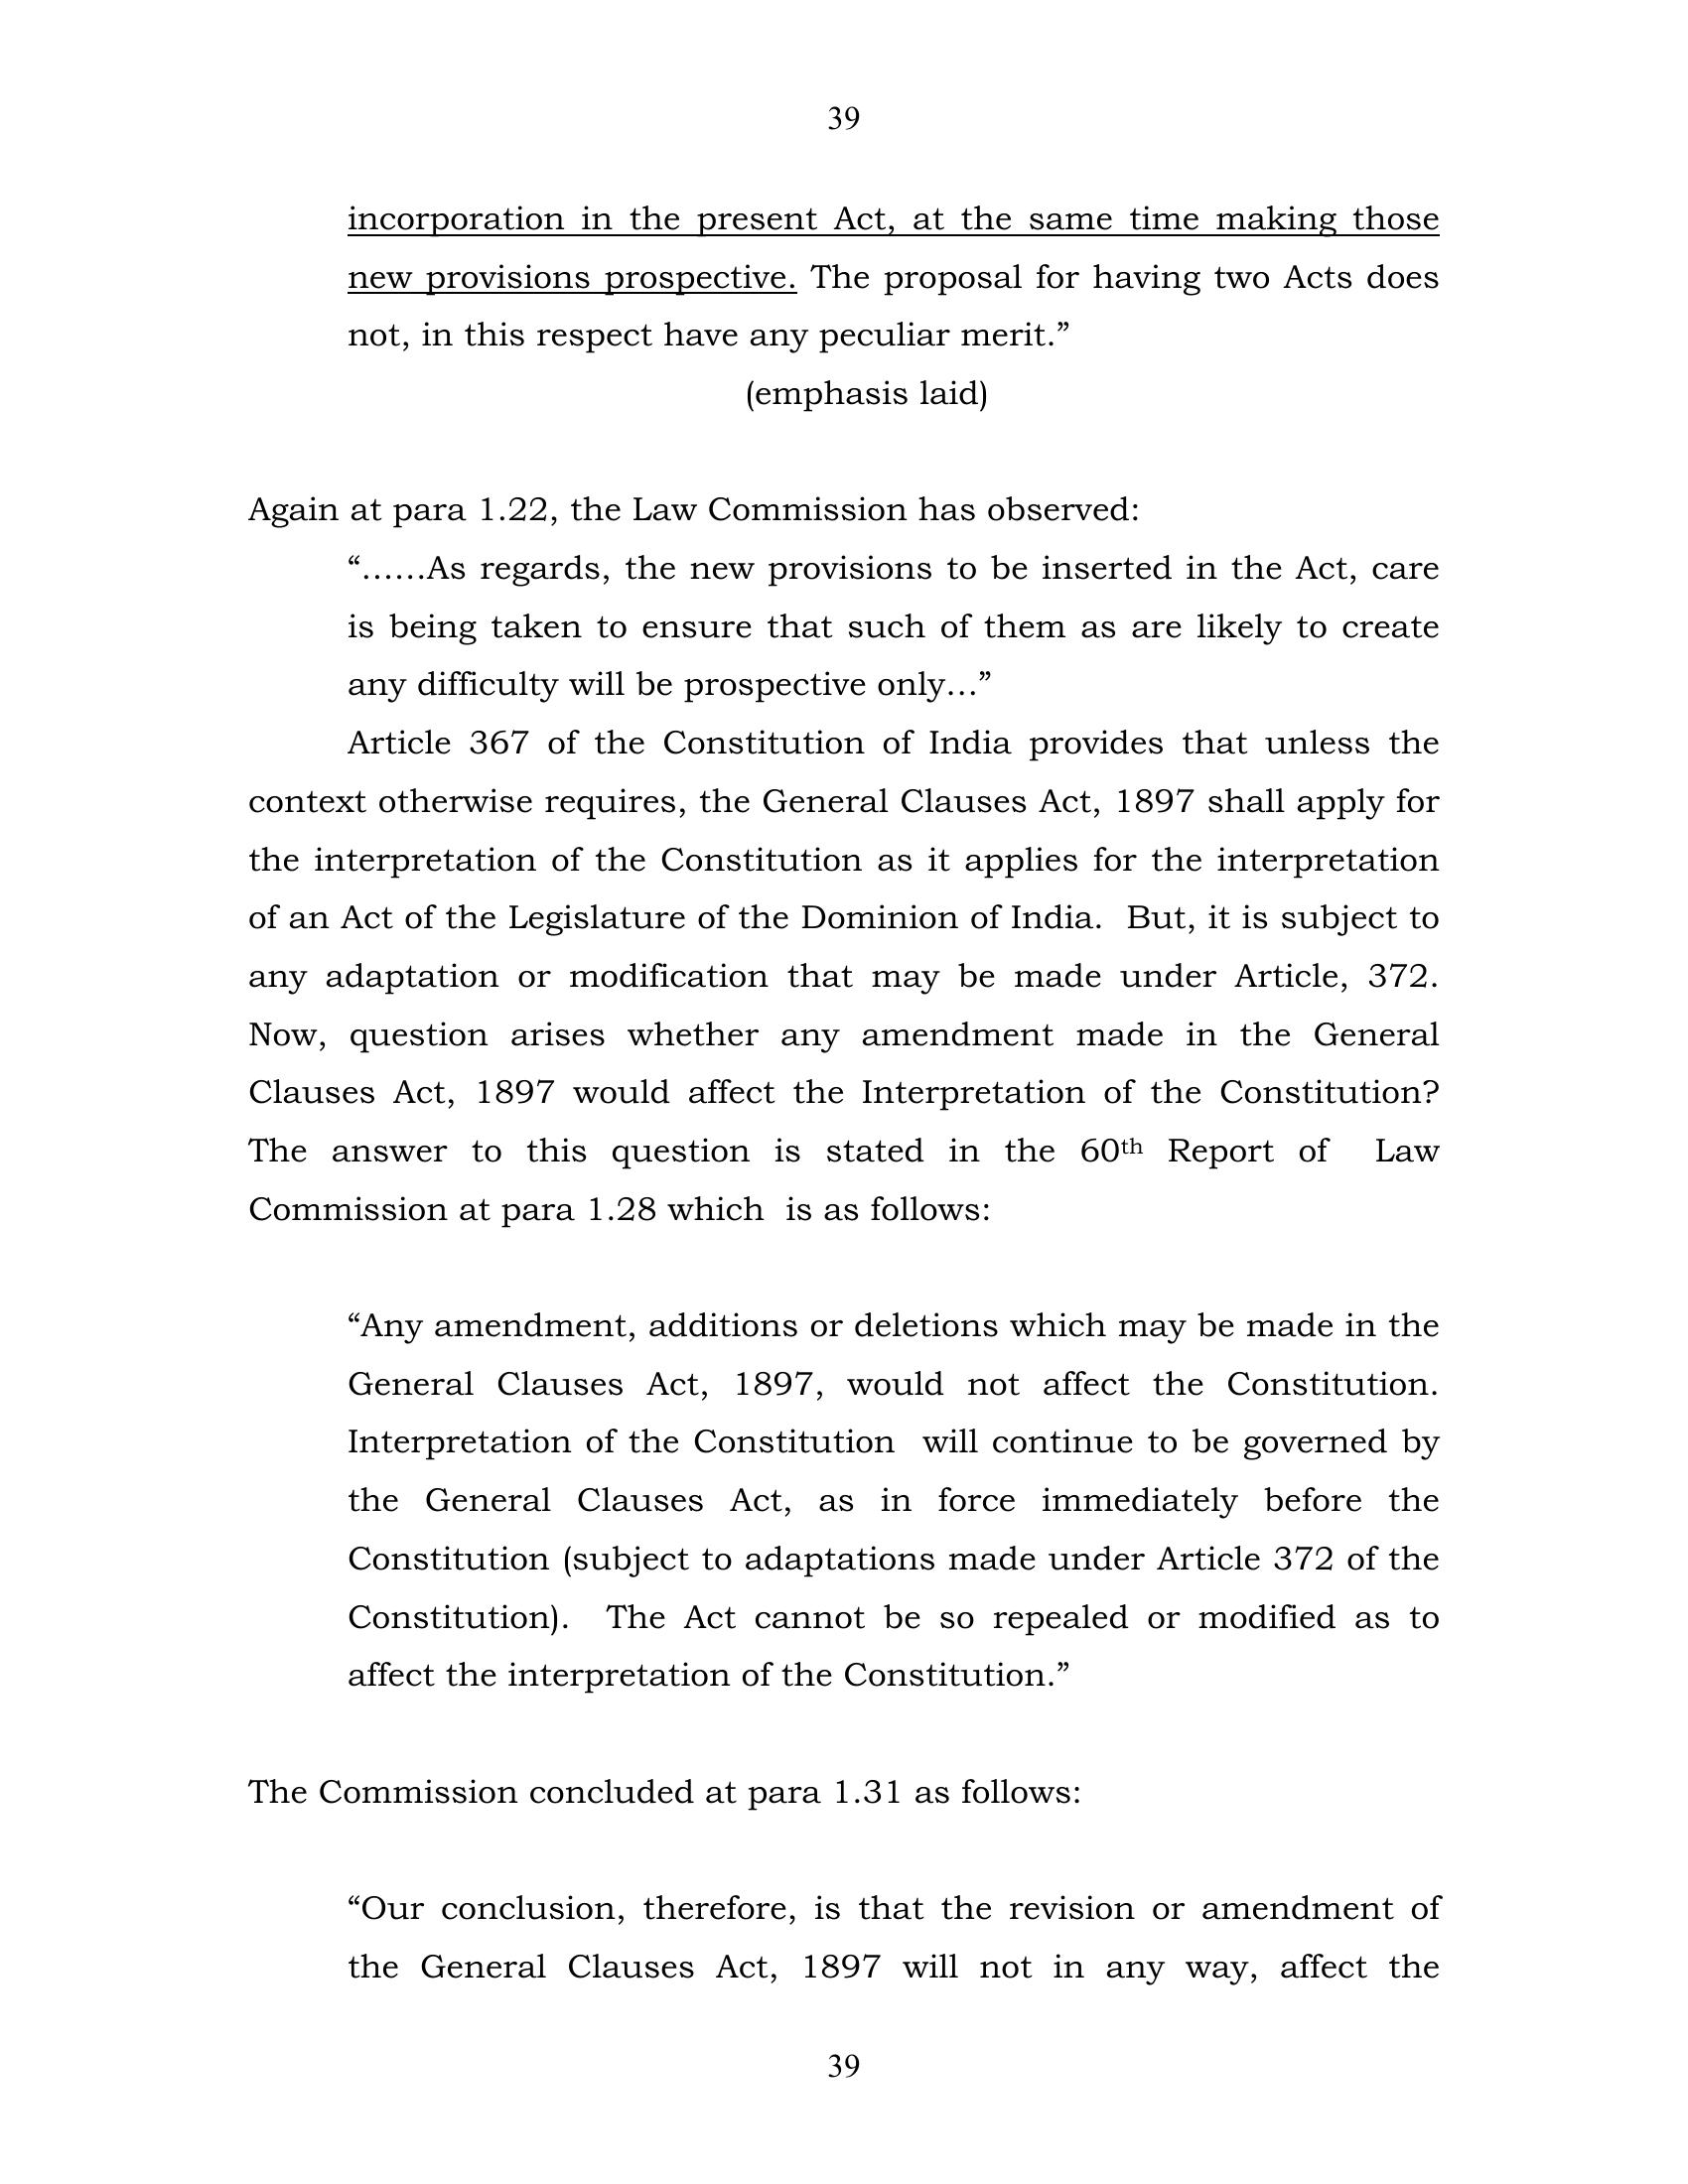 39
incorporation in the present Act, at the same time making those
new provisions prospective. The proposal for having two Acts does
not, in this respect have any peculiar merit.”
(emphasis laid)
Again at para 1.22, the Law Commission has observed:
“……As regards, the new provisions to be inserted in the Act, care
is being taken to ensure that such of them as are likely to create
any difficulty will be prospective only…”
Article 367 of the Constitution of India provides that unless the
context otherwise requires, the General Clauses Act, 1897 shall apply for
the interpretation of the Constitution as it applies for the interpretation
of an Act of the Legislature of the Dominion of India.  But, it is subject to
any adaptation or modification that may be made under Article, 372.
Now, question arises whether any amendment made in the General
Clauses Act, 1897 would affect the Interpretation of the Constitution?
The answer to this question is stated in the 60th Report of  Law
Commission at para 1.28 which  is as follows:
“Any amendment, additions or deletions which may be made in the
General Clauses Act, 1897, would not affect the Constitution.
Interpretation of the Constitution  will continue to be governed by
the General Clauses Act, as in force immediately before the
Constitution (subject to adaptations made under Article 372 of the
Constitution).  The Act cannot be so repealed or modified as to
affect the interpretation of the Constitution.”
The Commission concluded at para 1.31 as follows:
“Our conclusion, therefore, is that the revision or amendment of
the General Clauses Act, 1897 will not in any way, affect the
39